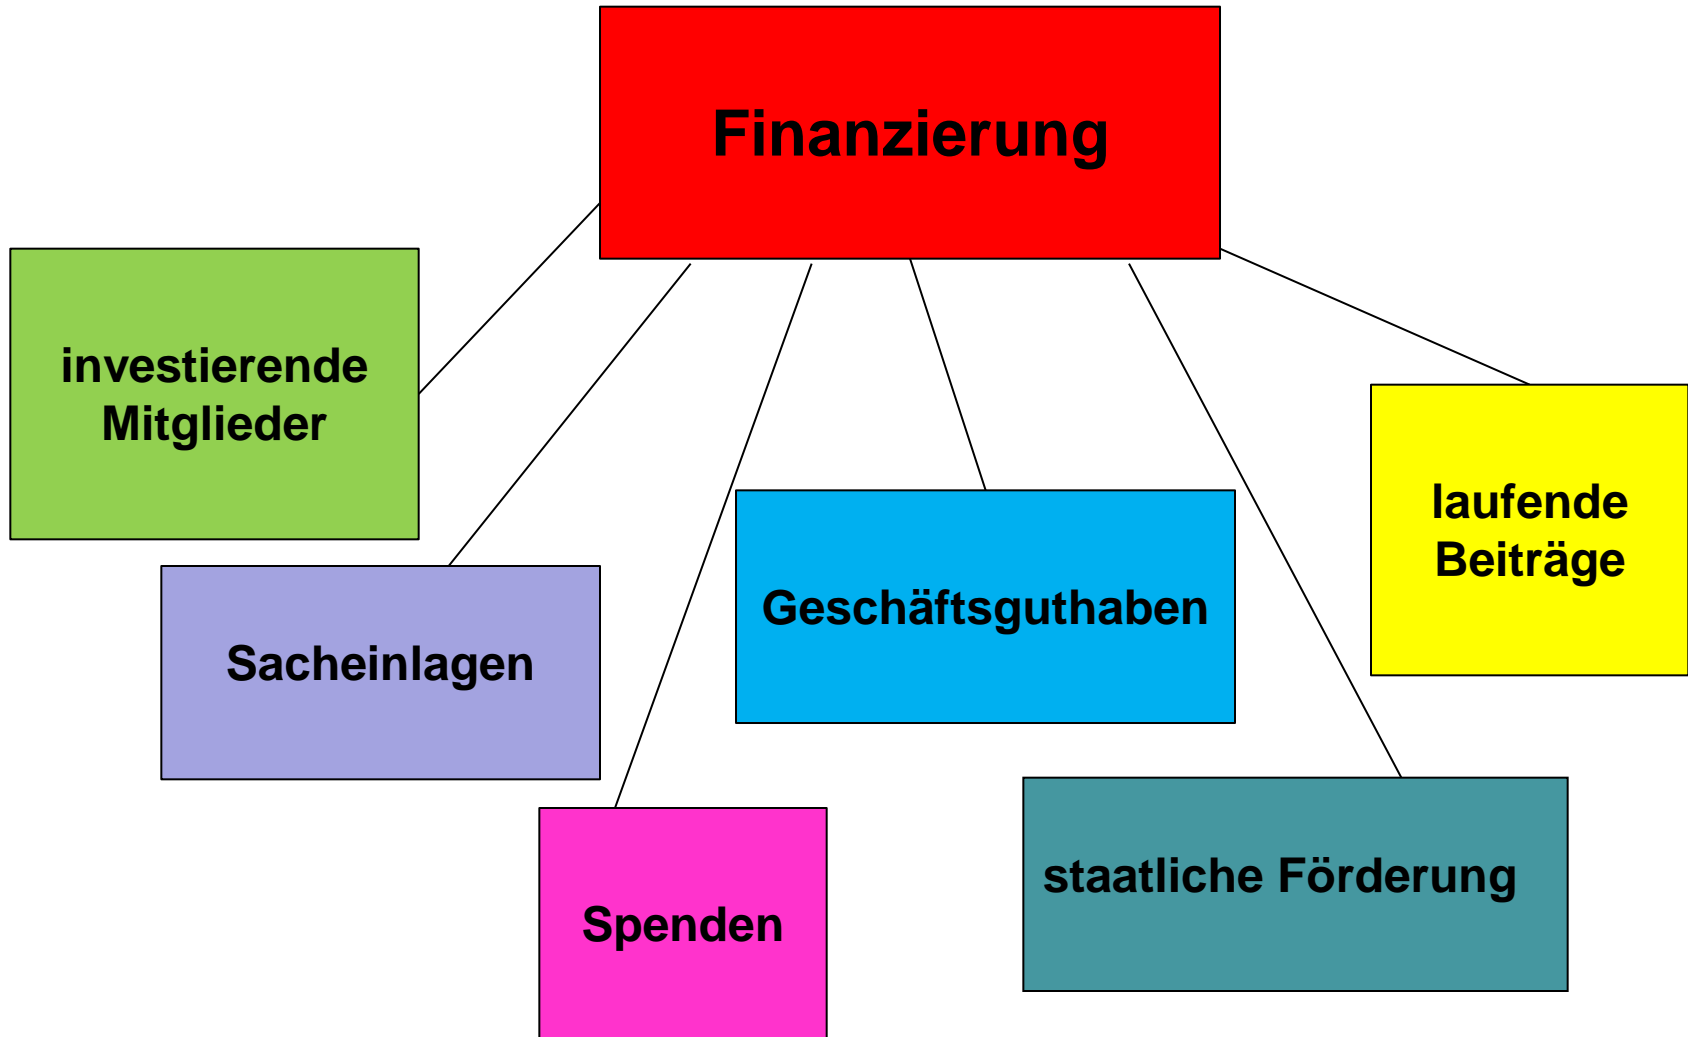 Finanzierung
investierende
Mitglieder
laufende
Beiträge
Geschäftsguthaben
Sacheinlagen
staatliche Förderung
Spenden